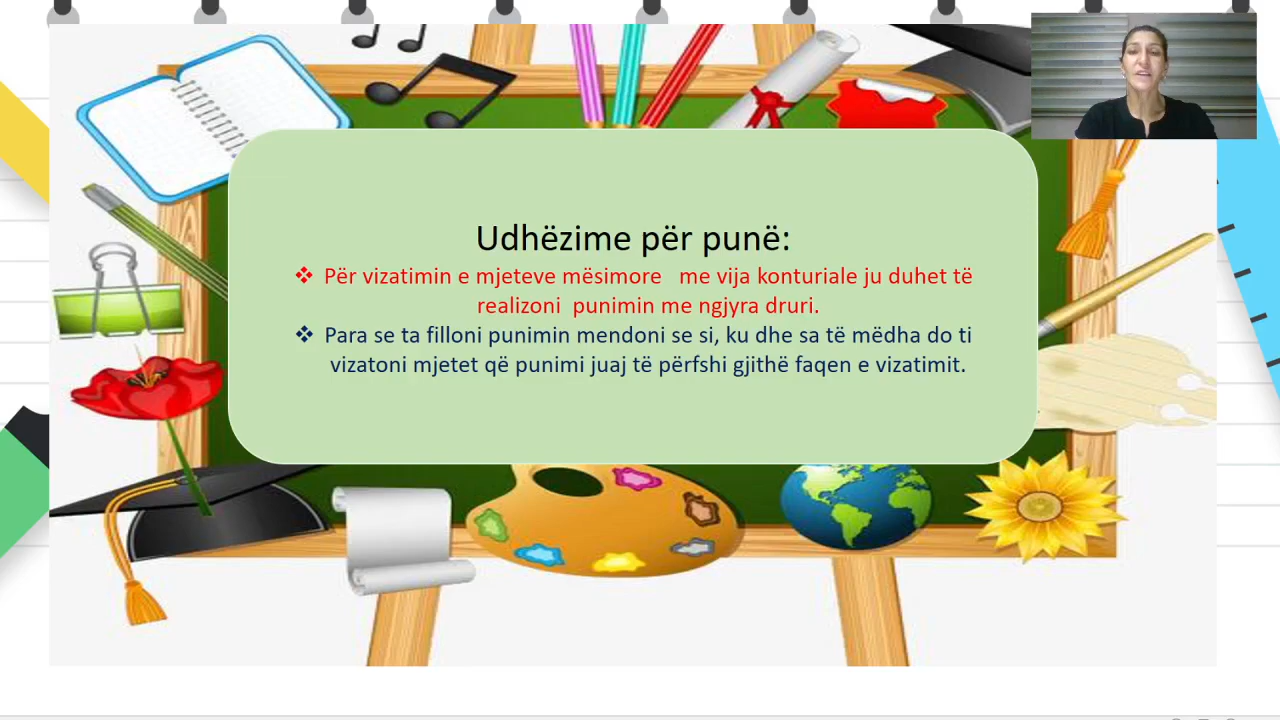 Udhëzime për punë:
❖ Për vizatimin e mjeteve mësimore me vija konturiale ju duhet të
realizoni punimin me ngjyra druri.
❖ Para se ta filloni punimin mendoni se si, ku dhe sa të mëdha do ti
vizatoni mjetet që punimi juaj të përfshi gjithë faqen e vizatimit.